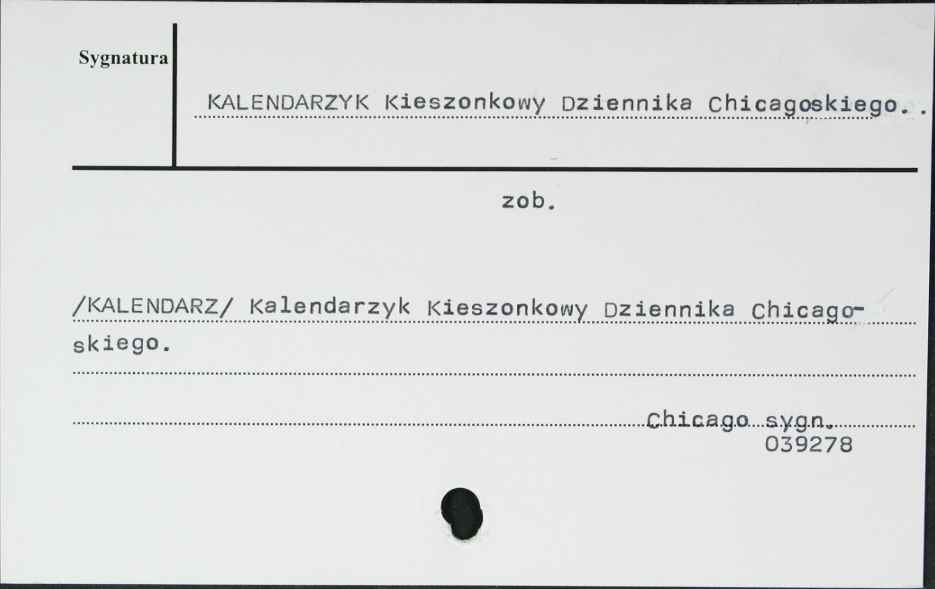 Sygnatura
KALENDARZYK Kieszonkowy Dziennika Chicagoskiego..
zob.
/KALENDARZ/ Kalendarzyk Kieszonkowy Dziennika Chicago-
skiego.
Chicago sygn.
039278